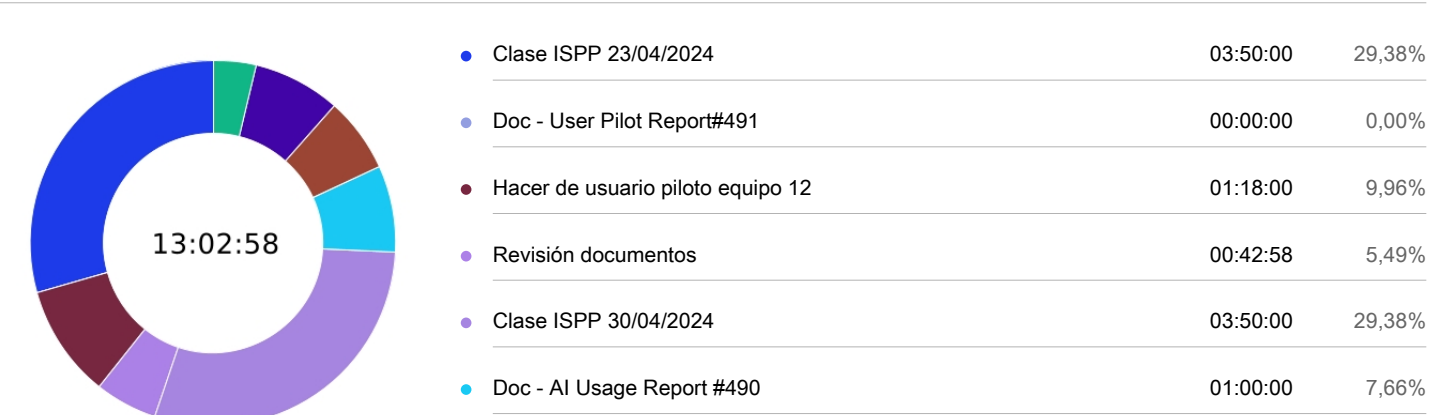 Clase ISPP 23/04/2024 03:50:00 29,38%
Doc - User Pilot Report#491 00:00:00 0,00%
Hacer de usuario piloto equipo 12 01:18:00 9,96%
13:02:58
Revisión documentos 00:42:58 5,49%
Clase ISPP 30/04/2024 03:50:00 29,38%
Doc - AI Usage Report #490 01:00:00 7,66%